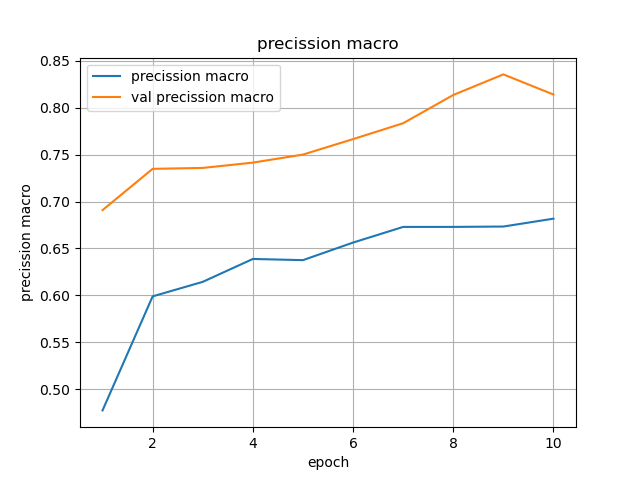 precission macro
0.85
0.80
0.75
0.70
0.65
0.60
0.55
0.50
precission macro
precission macro
val precission macro
2 4 6 8 10
epoch